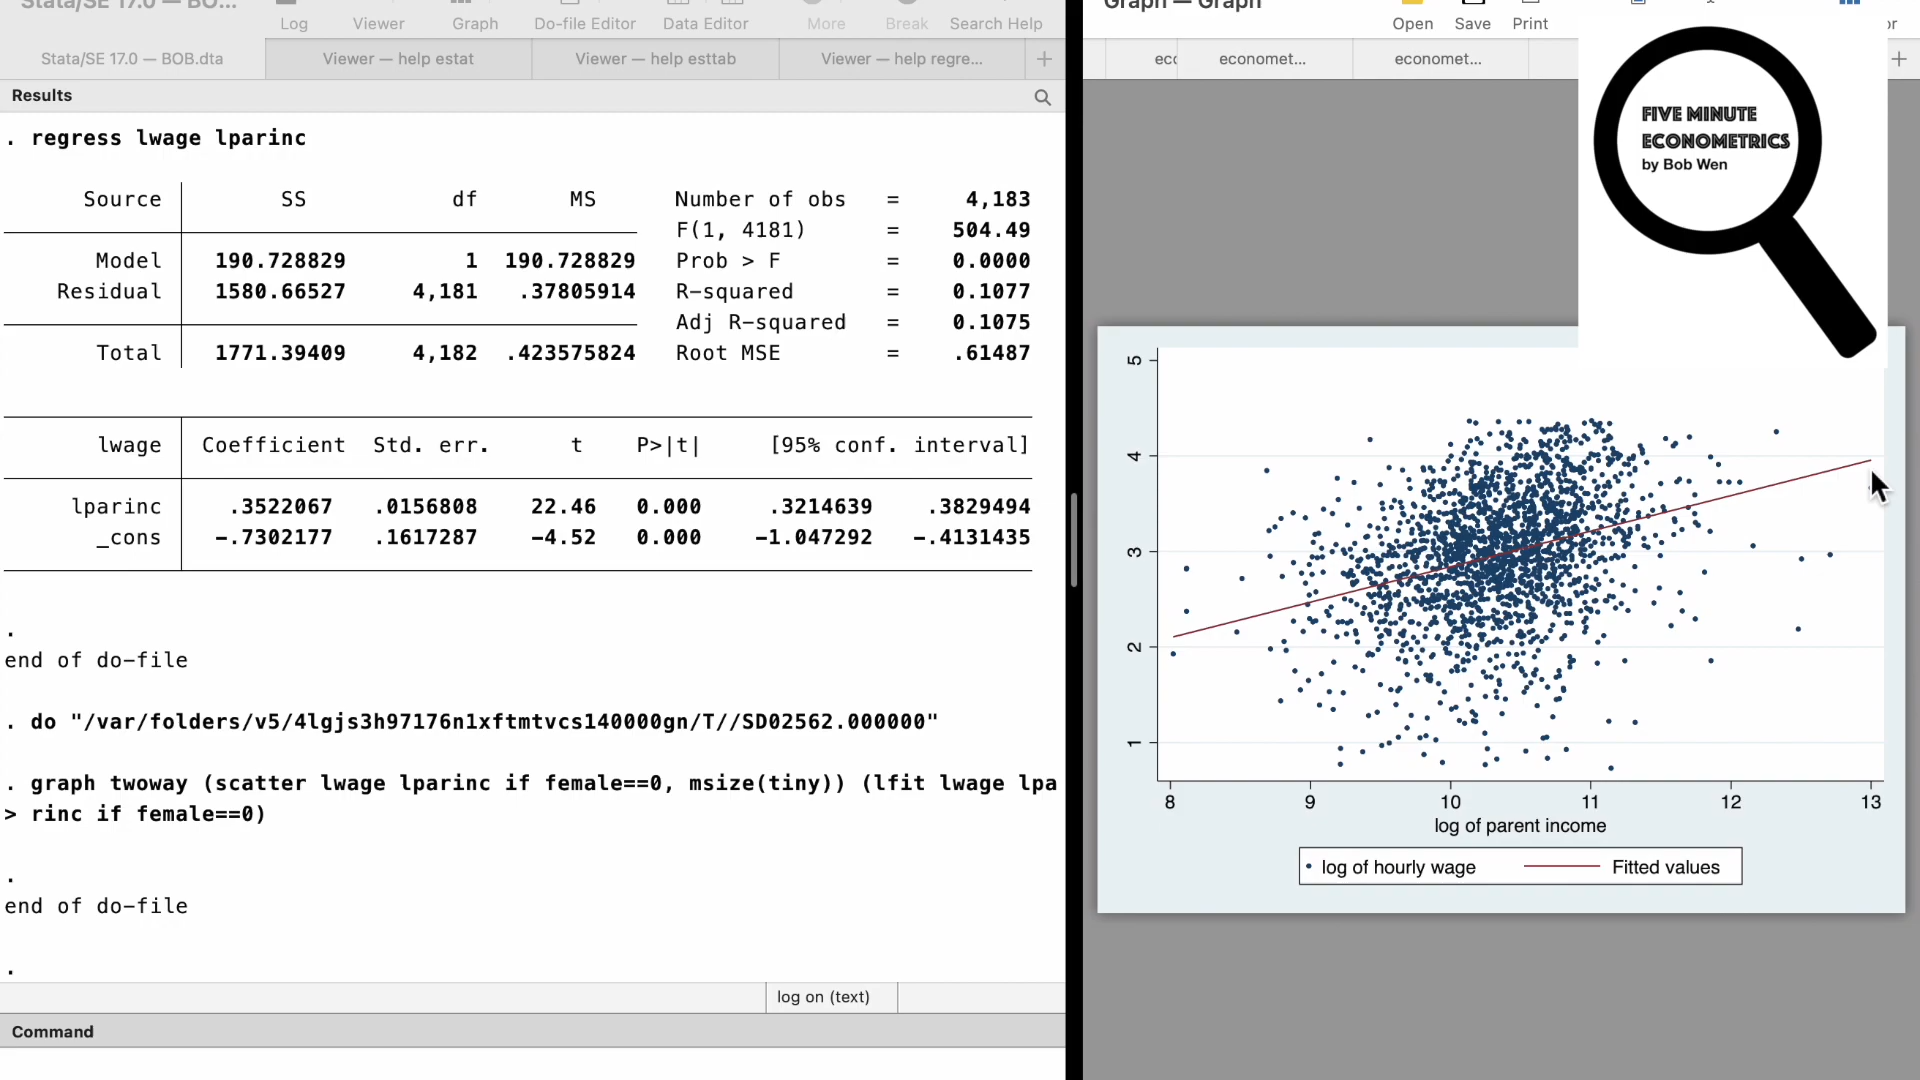 Stata/SE 17.0 — BO...
Log Viewer Graph Do-file Editor Data Editor More Break Search Help
Stata/SE 17.0 — BOB.dta Viewer — help estat Viewer — help esttab Viewer — help regre... +
Results
. regress lwage lparinc
Source SS df MS Number of obs = 4,183
F(1, 4181) = 504.49
Model 190.728829 1 190.728829 Prob > F = 0.0000
Residual 1580.66527 4,181 .37805914 R-squared = 0.1077
Adj R-squared = 0.1075
Total 1771.39409 4,182 .423575824 Root MSE = .61487
lwage Coefficient Std. err. t P>|t| [95% conf. interval]
lparinc .3522067 .0156808 22.46 0.000 .3214639 .3829494
_cons -.7302177 .1617287 -4.52 0.000 -1.047292 -.4131435
.
end of do-file
. do "/var/folders/v5/4lgjs3h97176n1xftmtvcs140000gn/T//SD02562.000000"
. graph twoway (scatter lwage lparinc if female==0, msize(tiny)) (lfit lwage lpa
> rinc if female==0)
.
end of do-file
.
log on (text)
Command
Graph — Graph
Open Save Print
economet... economet... +
FIVE MINUTE
ECONOMETRICS
by Bob Wen
5
4
3
2
1
8 9 10 11 12 13
log of parent income
log of hourly wage Fitted values